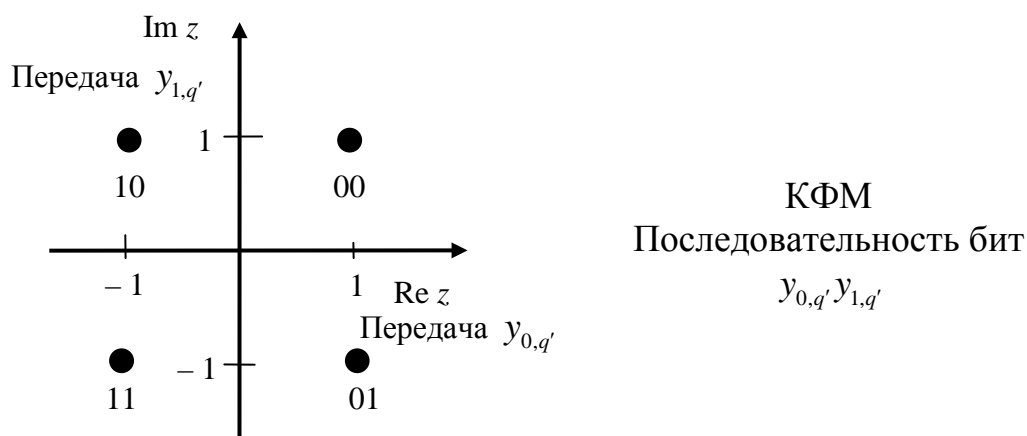 Im z
Передача y₁,q′
1
10
00
КФМ
Последовательность бит
y₀,q′ y₁,q′
– 1
1
Re z
Передача y₀,q′
– 1
11
01